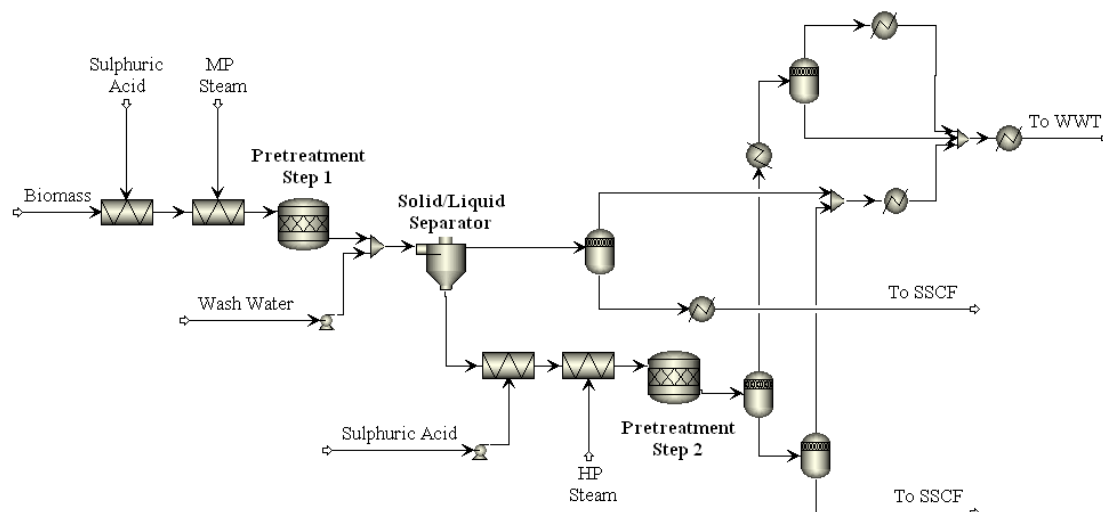 Sulphuric
Acid
MP
Steam
To WWT
Pretreatment
Step 1
Biomass
Solid/Liquid
Separator
Wash Water
To SSCF
Sulphuric Acid
Pretreatment
Step 2
HP
Steam
To SSCF